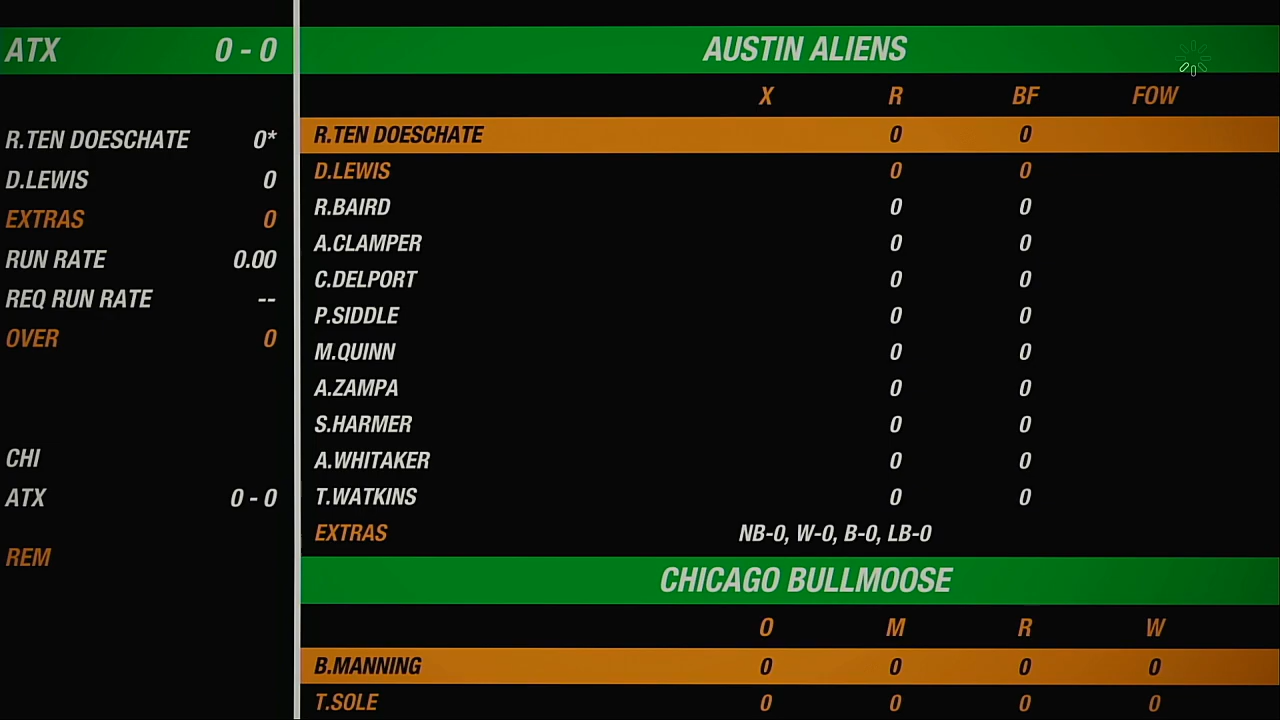 ATX 0 - 0
R.TEN DOESCHATE 0*
D.LEWIS 0
EXTRAS 0
RUN RATE 0.00
REQ RUN RATE --
OVER 0
CHI
ATX 0 - 0
REM
AUSTIN ALIENS
X R BF FOW
R.TEN DOESCHATE 0 0
D.LEWIS 0 0
R.BAIRD 0 0
A.CLAMPER 0 0
C.DELPORT 0 0
P.SIDDLE 0 0
M.QUINN 0 0
A.ZAMPA 0 0
S.HARMER 0 0
A.WHITAKER 0 0
T.WATKINS 0 0
EXTRAS NB-0, W-0, B-0, LB-0
CHICAGO BULLMOOSE
O M R W
B.MANNING 0 0 0 0
T.SOLE 0 0 0 0